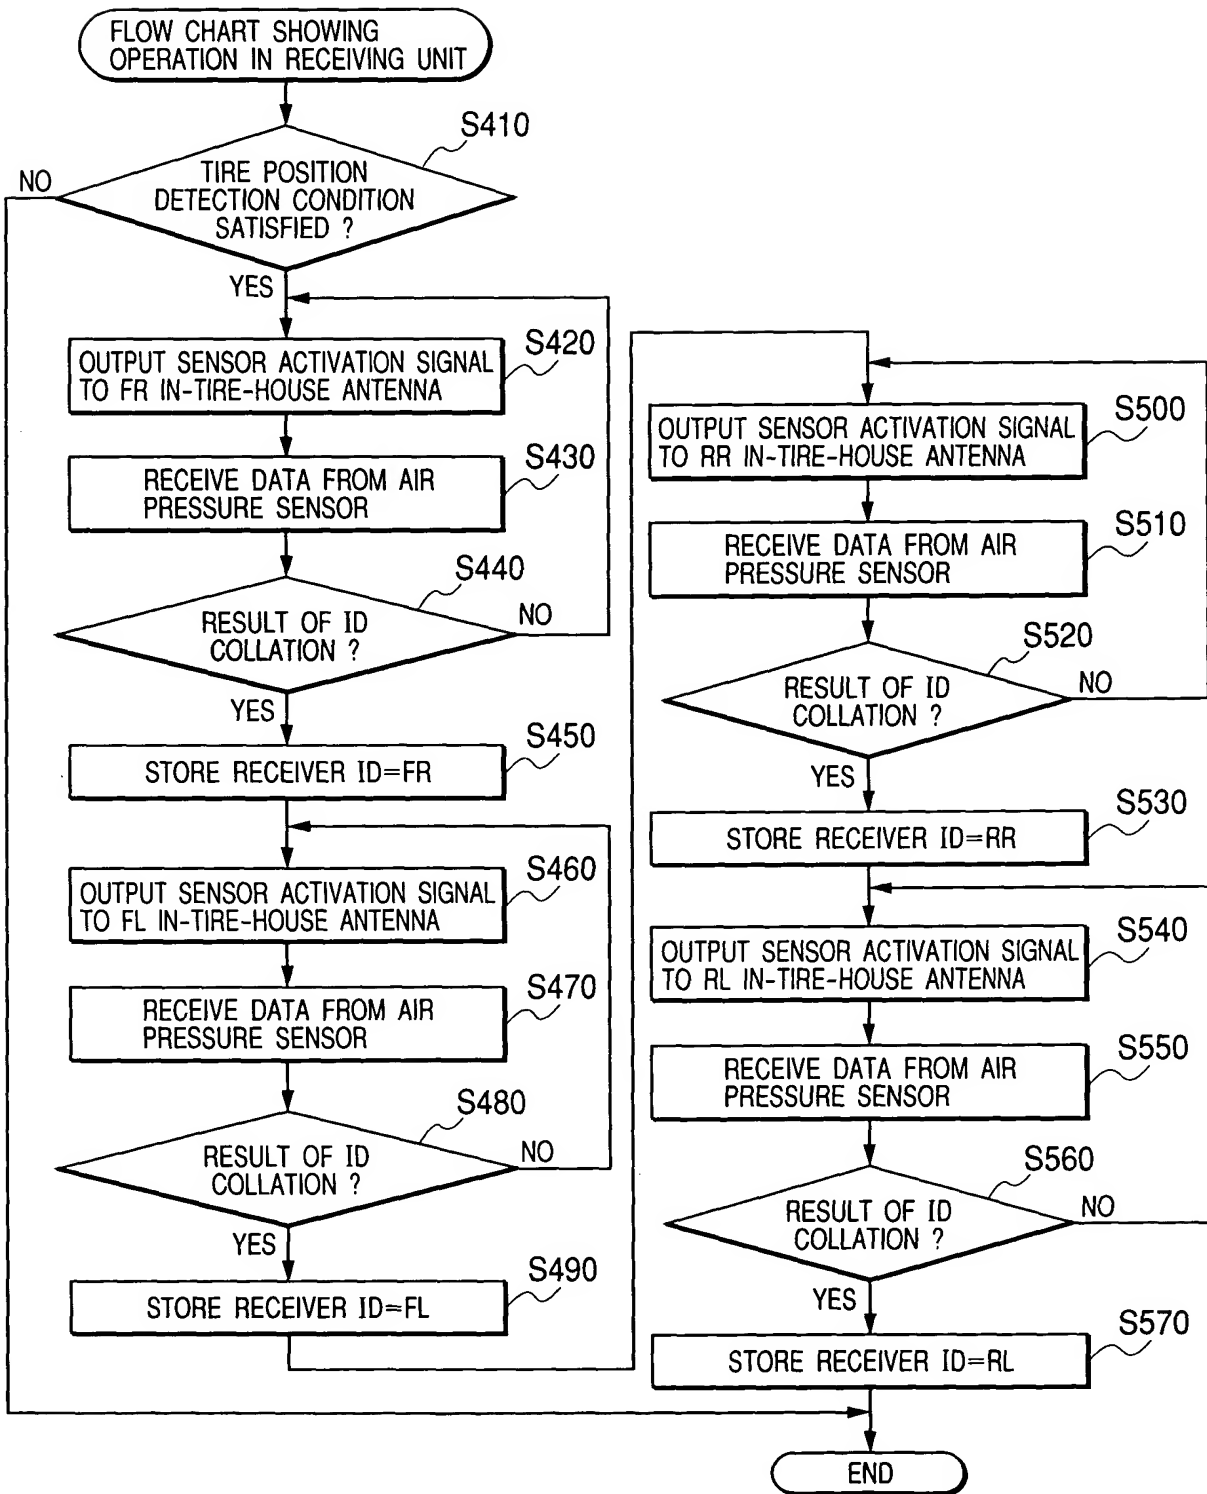 FLOW CHART SHOWING
OPERATION IN RECEIVING UNIT
S410
TIRE POSITION
DETECTION CONDITION
SATISFIED ?
NO
YES
S420
OUTPUT SENSOR ACTIVATION SIGNAL
TO FR IN-TIRE-HOUSE ANTENNA
S430
RECEIVE DATA FROM AIR
PRESSURE SENSOR
S440
RESULT OF ID
COLLATION ?
NO
YES
S450
STORE RECEIVER ID=FR
S460
OUTPUT SENSOR ACTIVATION SIGNAL
TO FL IN-TIRE-HOUSE ANTENNA
S470
RECEIVE DATA FROM AIR
PRESSURE SENSOR
S480
RESULT OF ID
COLLATION ?
NO
YES
S490
STORE RECEIVER ID=FL
S500
OUTPUT SENSOR ACTIVATION SIGNAL
TO RR IN-TIRE-HOUSE ANTENNA
S510
RECEIVE DATA FROM AIR
PRESSURE SENSOR
S520
RESULT OF ID
COLLATION ?
NO
YES
S530
STORE RECEIVER ID=RR
S540
OUTPUT SENSOR ACTIVATION SIGNAL
TO RL IN-TIRE-HOUSE ANTENNA
S550
RECEIVE DATA FROM AIR
PRESSURE SENSOR
S560
RESULT OF ID
COLLATION ?
NO
YES
S570
STORE RECEIVER ID=RL
END